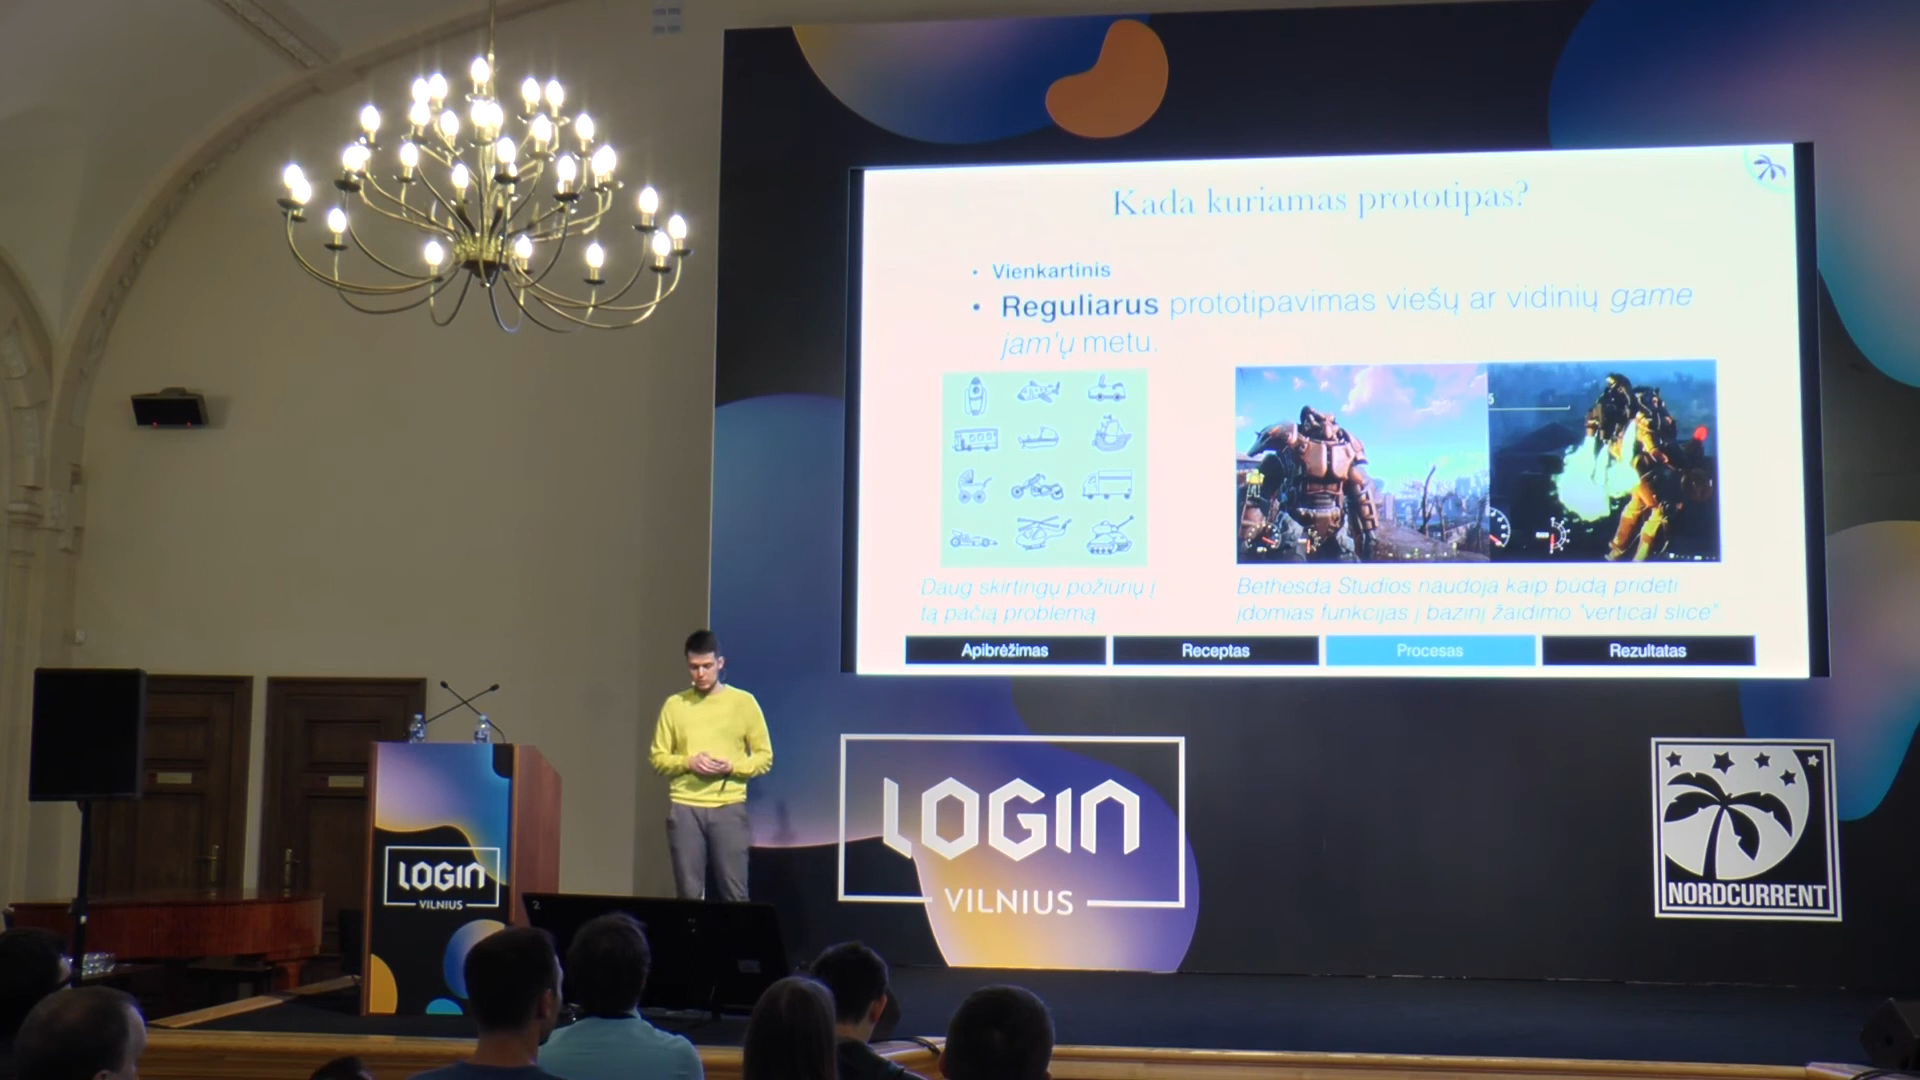 Kada kuriamas prototipas?
• Vienkartinis
• Reguliarus prototipavimas viešų ar vidinių game
jam'ų metu.
Daug skirtingų požiūrių į
tą pačią problemą
Bethesda Studios naudoja kaip būdą pridėti
įdomias funkcijas į bazinį žaidimo "vertical slice"
Apibrėžimas
Receptas
Procesas
Rezultatas
LOGIN
VILNIUS
LOGIN
VILNIUS
NORDCURRENT
2